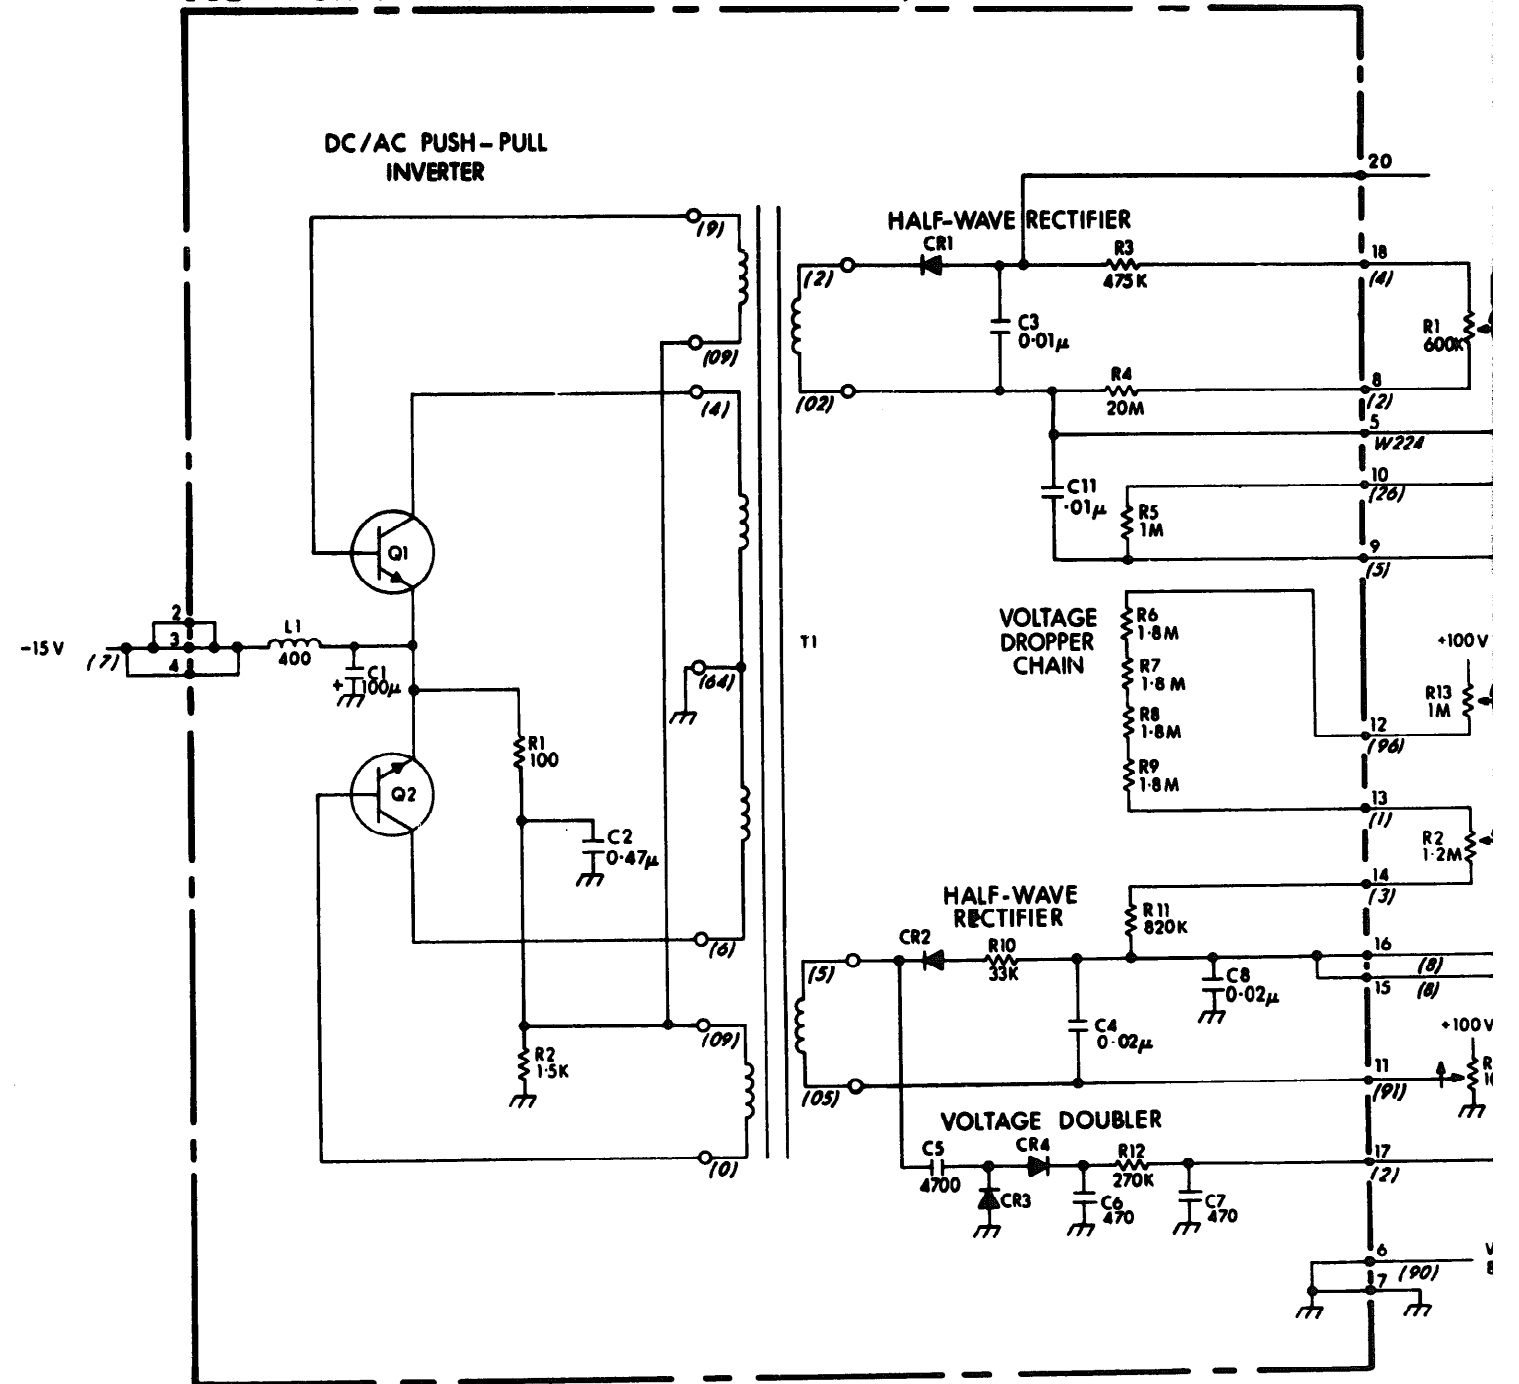 DC/AC PUSH-PULL
INVERTER
20
HALF-WAVE RECTIFIER
(9)
CR1
R3
475K
18
(4)
(2)
C3
0·01µ
R1
600K
(09)
R4
20M
8
(2)
(4)
(02)
5
W224
10
(26)
C11
·01µ
R5
1M
Q1
9
(5)
2
3
4
-15V
(7)
L1
400
C1
+
100µ
VOLTAGE
DROPPER
CHAIN
R6
1·8M
T1
R7
1·8M
+100V
(64)
R13
1M
R8
1·8M
12
(96)
R1
100
R9
1·8M
Q2
13
(1)
C2
0·47µ
R2
1·2M
14
(3)
HALF-WAVE
RECTIFIER
R11
820K
CR2
R10
33K
16
(8)
(6)
(5)
C8
0·02µ
15
(8)
C4
0·02µ
+100V
(09)
R2
1·5K
11
(91)
(05)
VOLTAGE DOUBLER
C5
4700
CR4
R12
270K
17
(2)
(0)
CR3
C6
470
C7
470
6
(90)
7